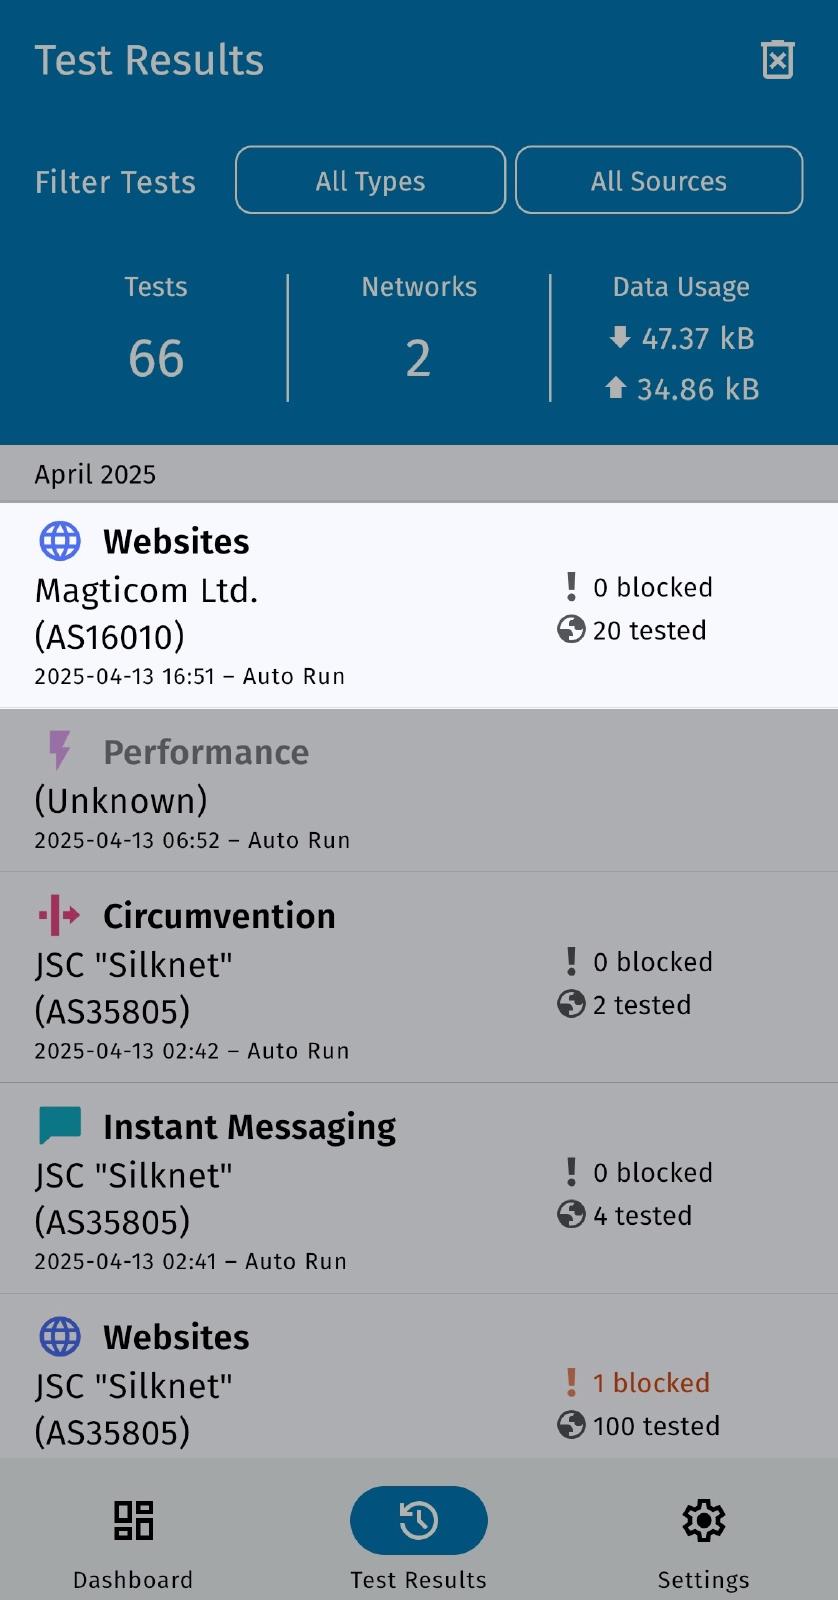 Test Results
Filter Tests All Types All Sources
Tests Networks Data Usage
66 2 47.37 kB
34.86 kB
April 2025
Websites
Magticom Ltd.
(AS16010)
0 blocked
20 tested
2025-04-13 16:51 – Auto Run
Performance
(Unknown)
2025-04-13 06:52 – Auto Run
Circumvention
JSC "Silknet"
(AS35805)
0 blocked
2 tested
2025-04-13 02:42 – Auto Run
Instant Messaging
JSC "Silknet"
(AS35805)
0 blocked
4 tested
2025-04-13 02:41 – Auto Run
Websites
JSC "Silknet"
(AS35805)
1 blocked
100 tested
Dashboard Test Results Settings